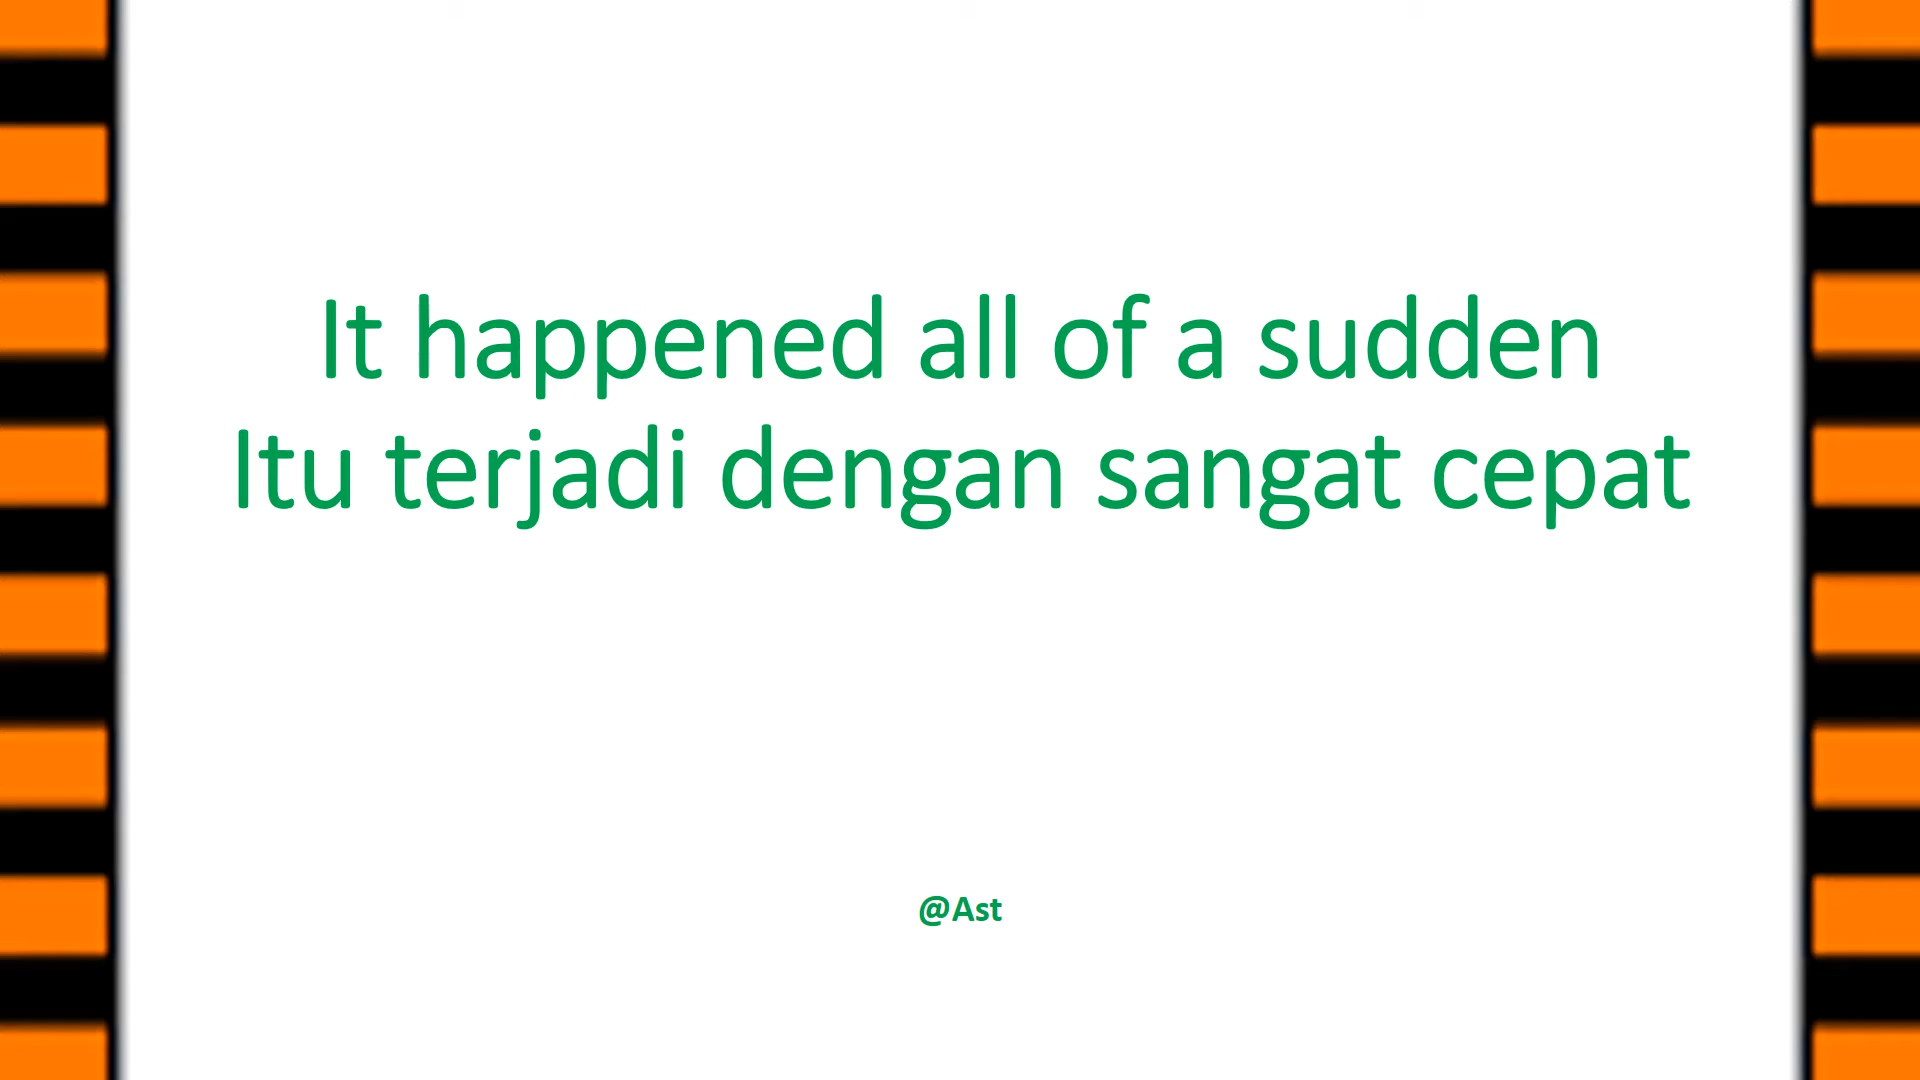 It happened all of a sudden
Itu terjadi dengan sangat cepat
@Ast